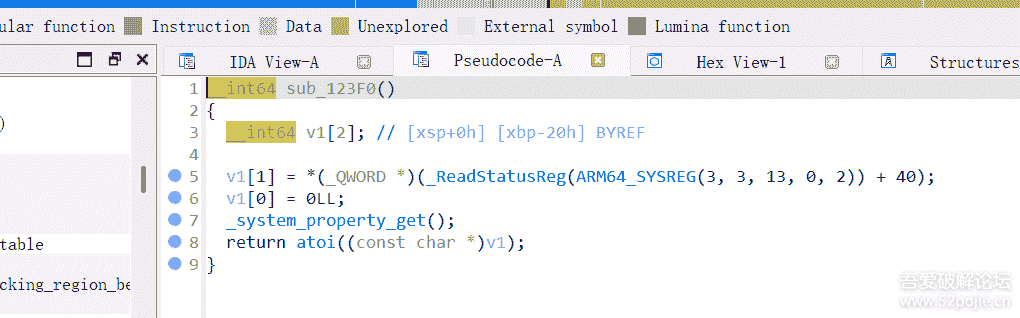 ular function Instruction Data Unexplored External symbol Lumina function
IDA View-A Pseudocode-A Hex View-1 Structures
)
table
cking_region_be
1 __int64 sub_123F0()
2 {
3 __int64 v1[2]; // [xsp+0h] [xbp-20h] BYREF
4
5 v1[1] = *(_QWORD *)(_ReadStatusReg(ARM64_SYSREG(3, 3, 13, 0, 2)) + 40);
6 v1[0] = 0LL;
7 _system_property_get();
8 return atoi((const char *)v1);
9 }
吾爱破解论坛
www.52pojie.cn